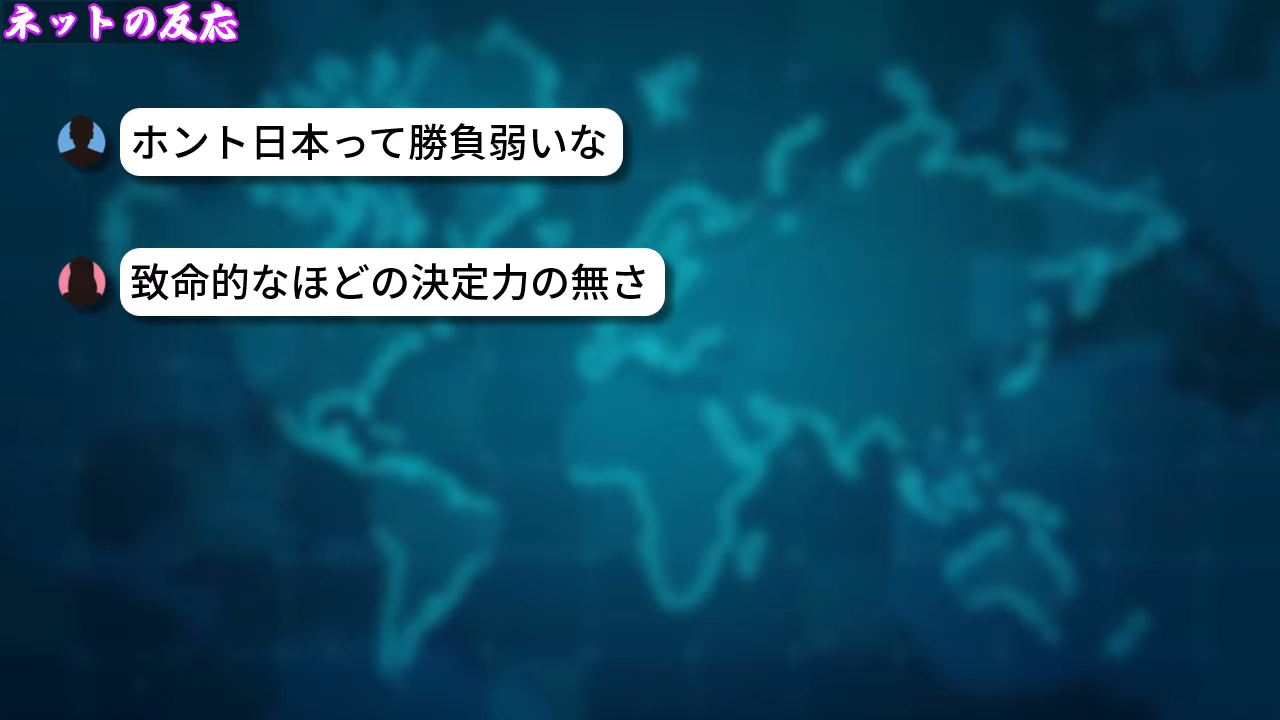 ネットの反応
ホント日本って勝負弱いな
致命的なほどの決定力の無さ